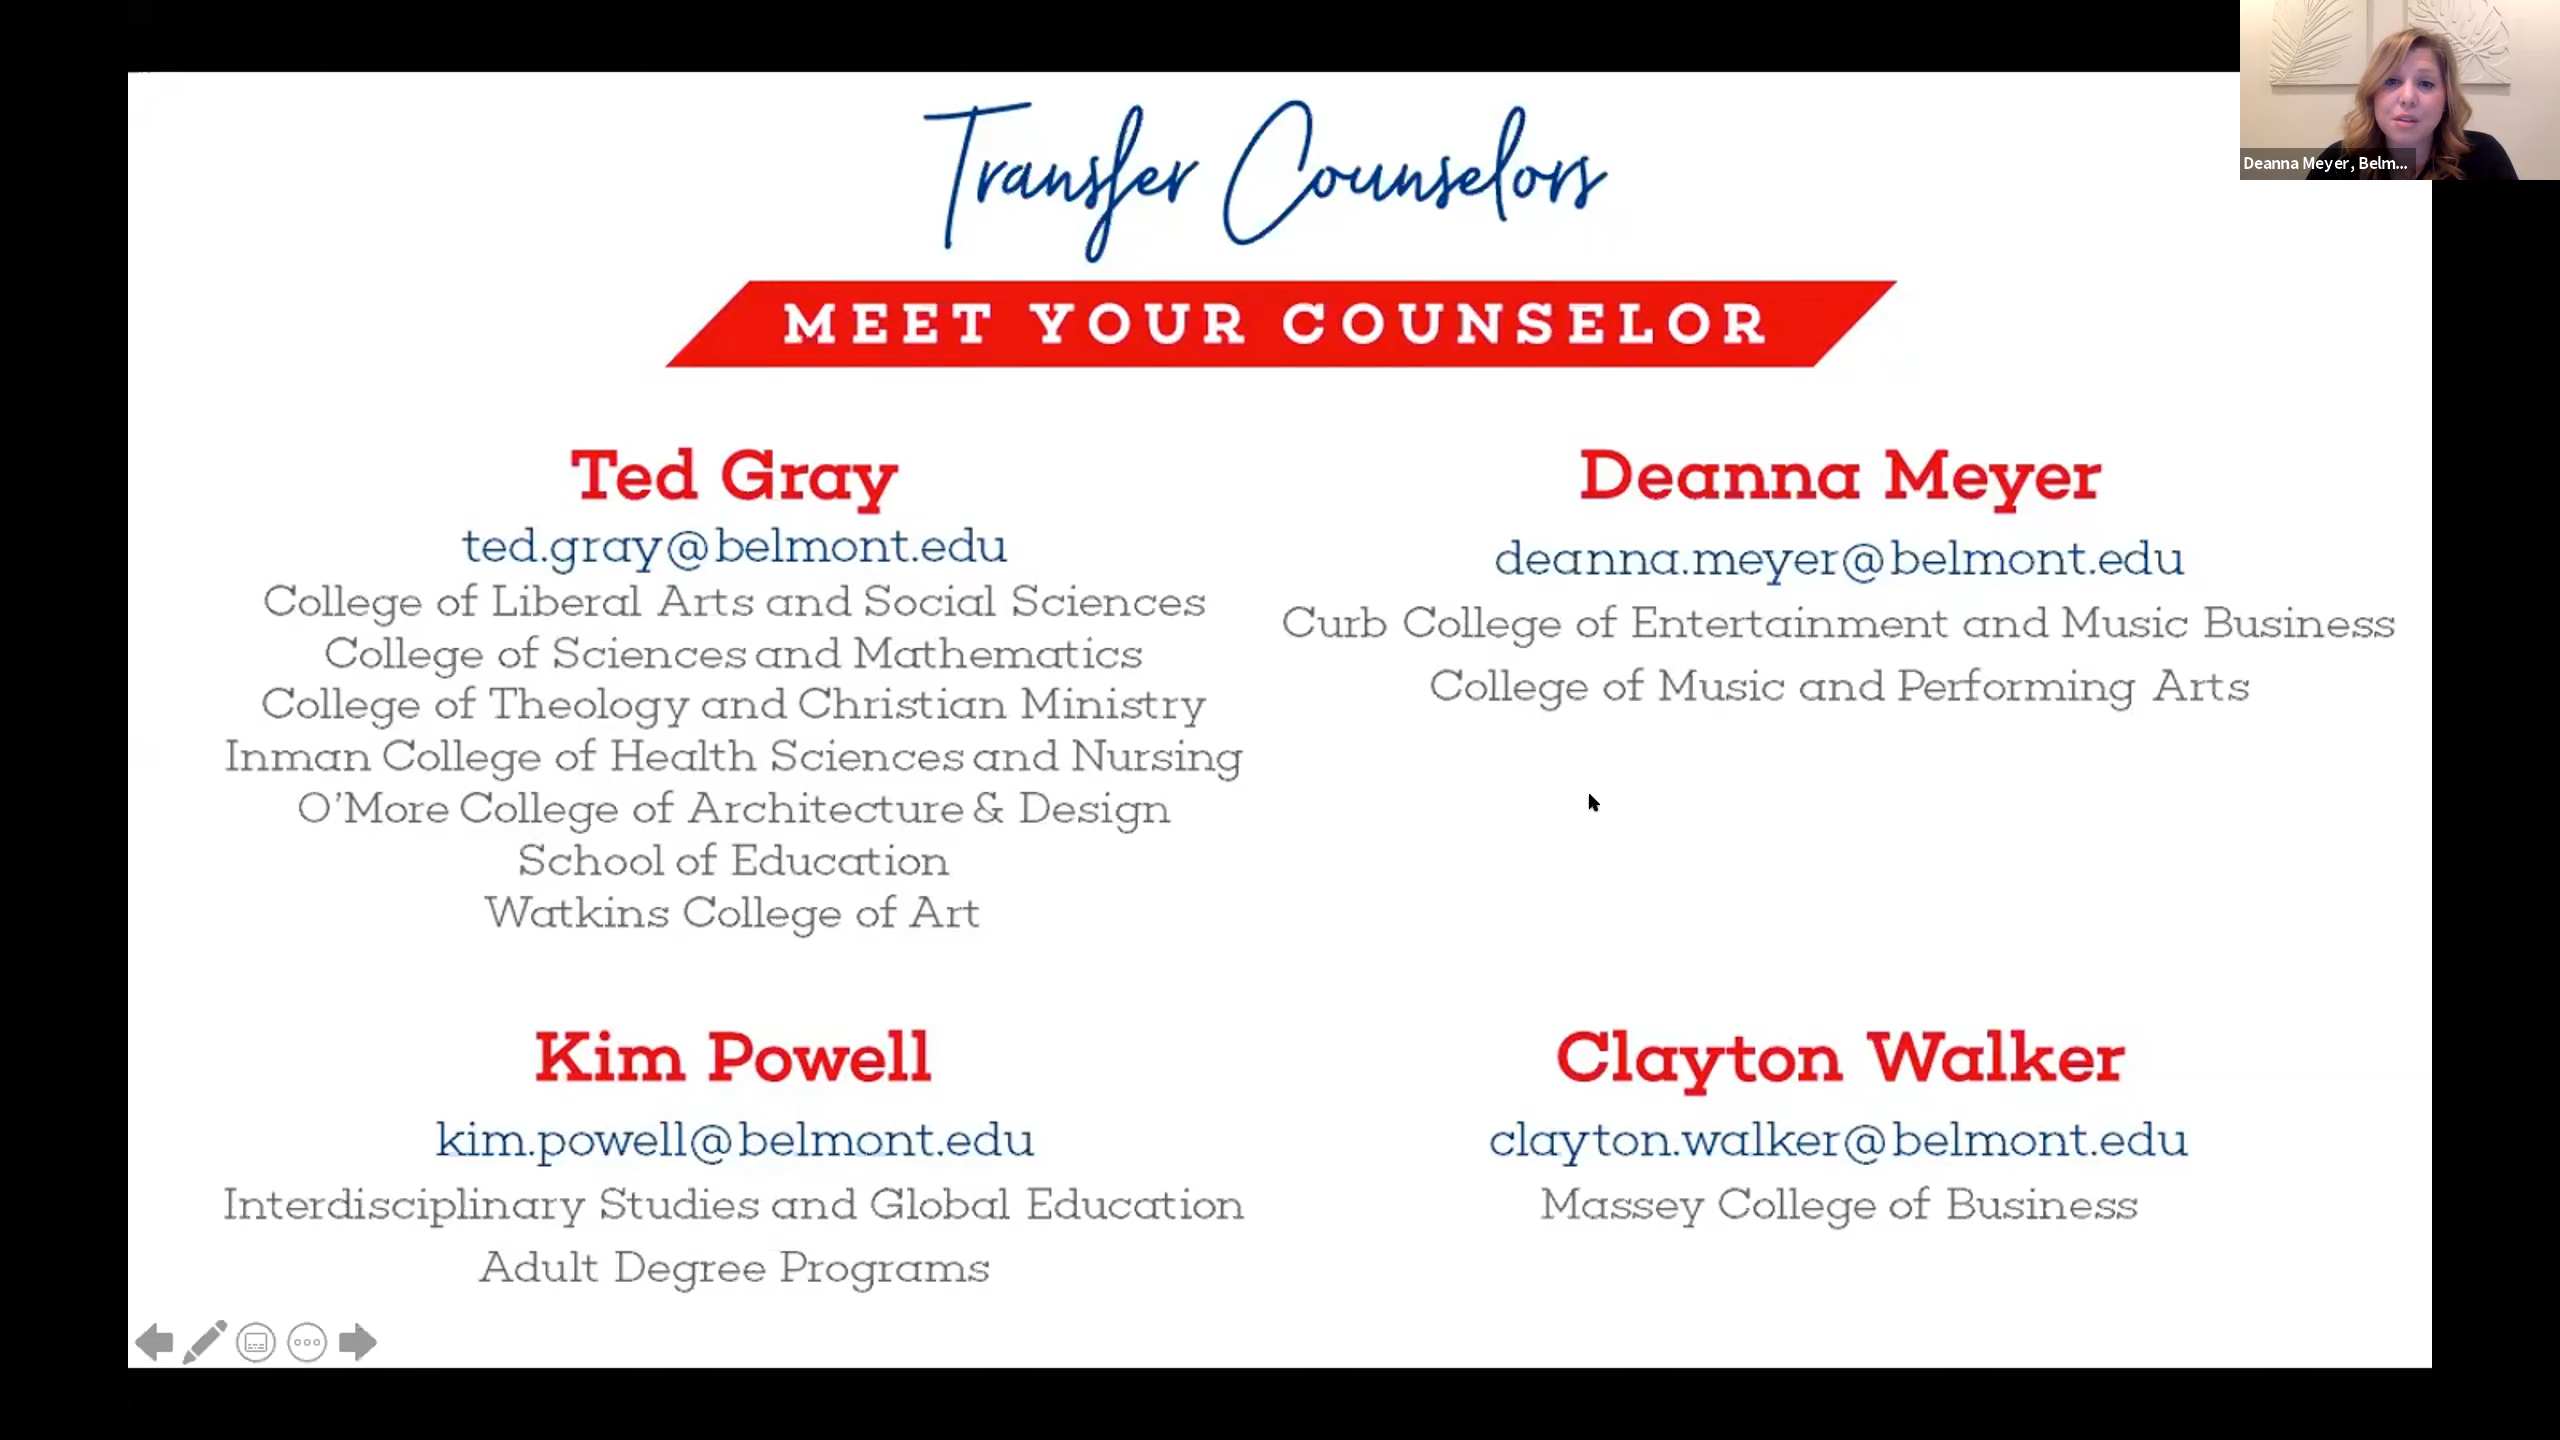 Transfer Counselors
MEET YOUR COUNSELOR
Ted Gray
ted.gray@belmont.edu
College of Liberal Arts and Social Sciences
College of Sciences and Mathematics
College of Theology and Christian Ministry
Inman College of Health Sciences and Nursing
O’More College of Architecture & Design
School of Education
Watkins College of Art
Deanna Meyer
deanna.meyer@belmont.edu
Curb College of Entertainment and Music Business
College of Music and Performing Arts
Kim Powell
kim.powell@belmont.edu
Interdisciplinary Studies and Global Education
Adult Degree Programs
Clayton Walker
clayton.walker@belmont.edu
Massey College of Business
Deanna Meyer, Belm...